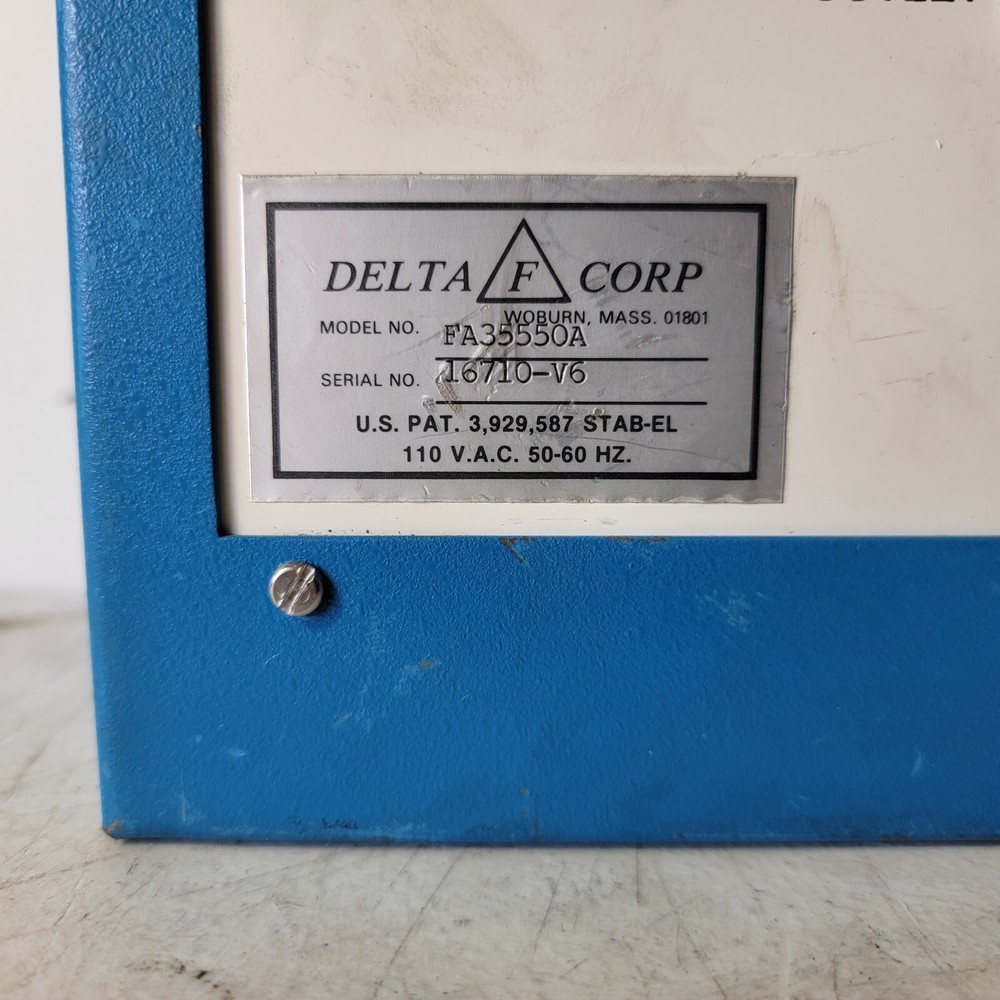 DELTA F CORP
WOBURN, MASS. 01801
MODEL NO. FA35550A
SERIAL NO. 16710-V6
U.S. PAT. 3,929,587 STAB-EL
110 V.A.C. 50-60 HZ.